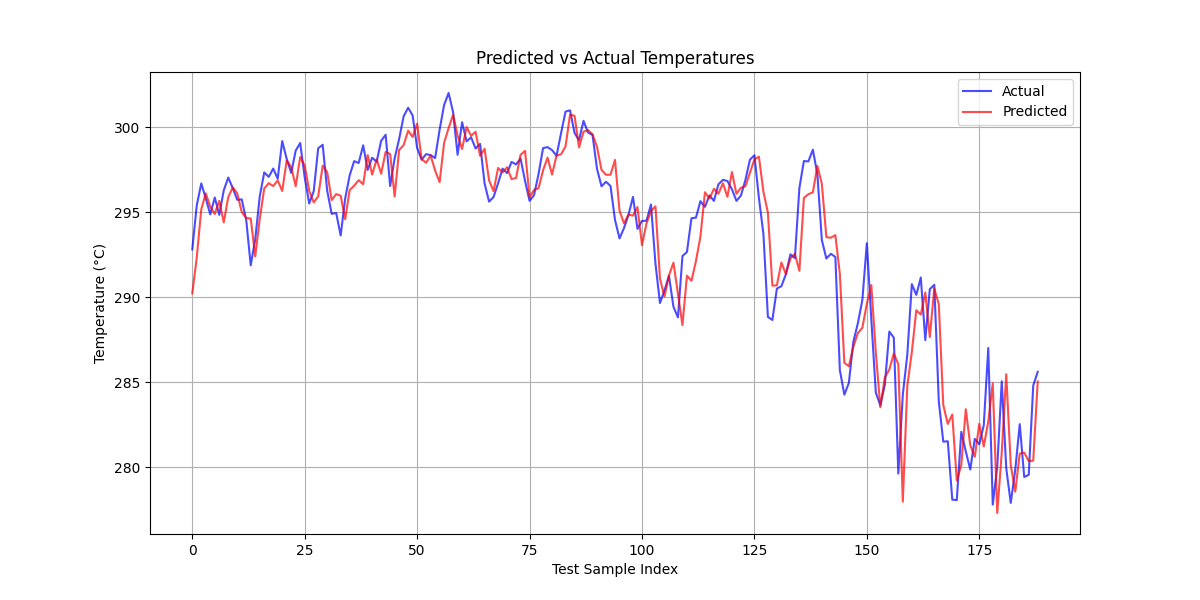 Predicted vs Actual Temperatures
Actual
Predicted
Temperature (°C)
300
295
290
285
280
0 25 50 75 100 125 150 175
Test Sample Index